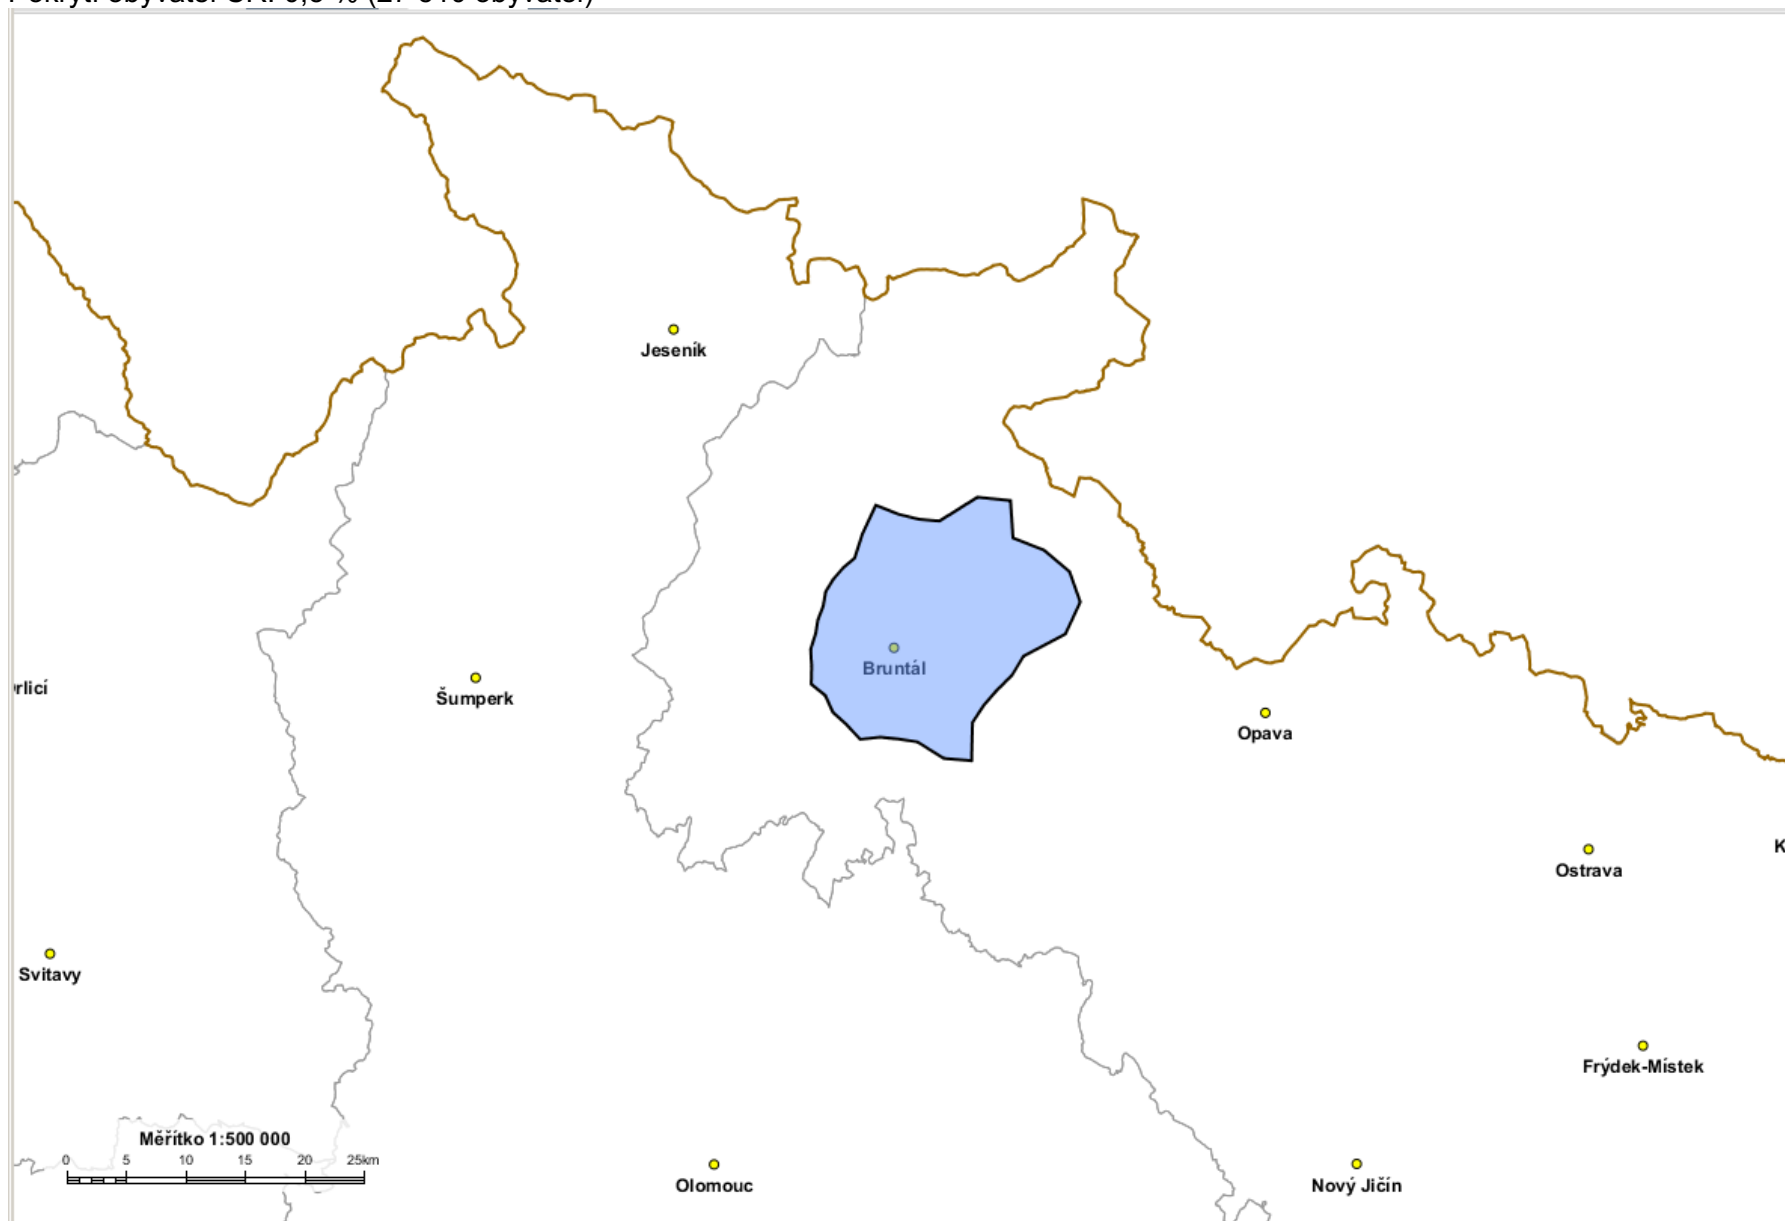 Jeseník
Bruntál
rlicí
Šumperk
Opava
Ostrava
K
Svitavy
Frýdek-Místek
Měřítko 1:500 000
0 5 10 15 20 25km
Olomouc
Nový Jičín